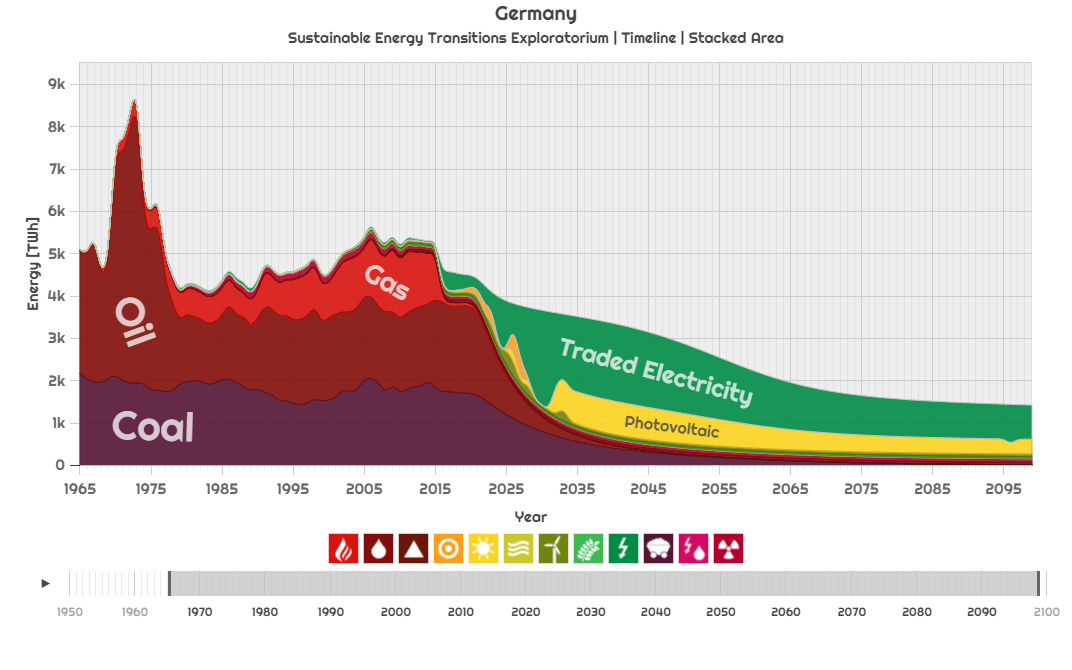 Germany
Sustainable Energy Transitions Exploratorium | Timeline | Stacked Area
9k
8k
7k
6k
5k
4k
3k
2k
1k
0
Energy [TWh]
Oil
Gas
Coal
Traded Electricity
Photovoltaic
1965 1975 1985 1995 2005 2015 2025 2035 2045 2055 2065 2075 2085 2095
Year
1950 1960 1970 1980 1990 2000 2010 2020 2030 2040 2050 2060 2070 2080 2090 2100